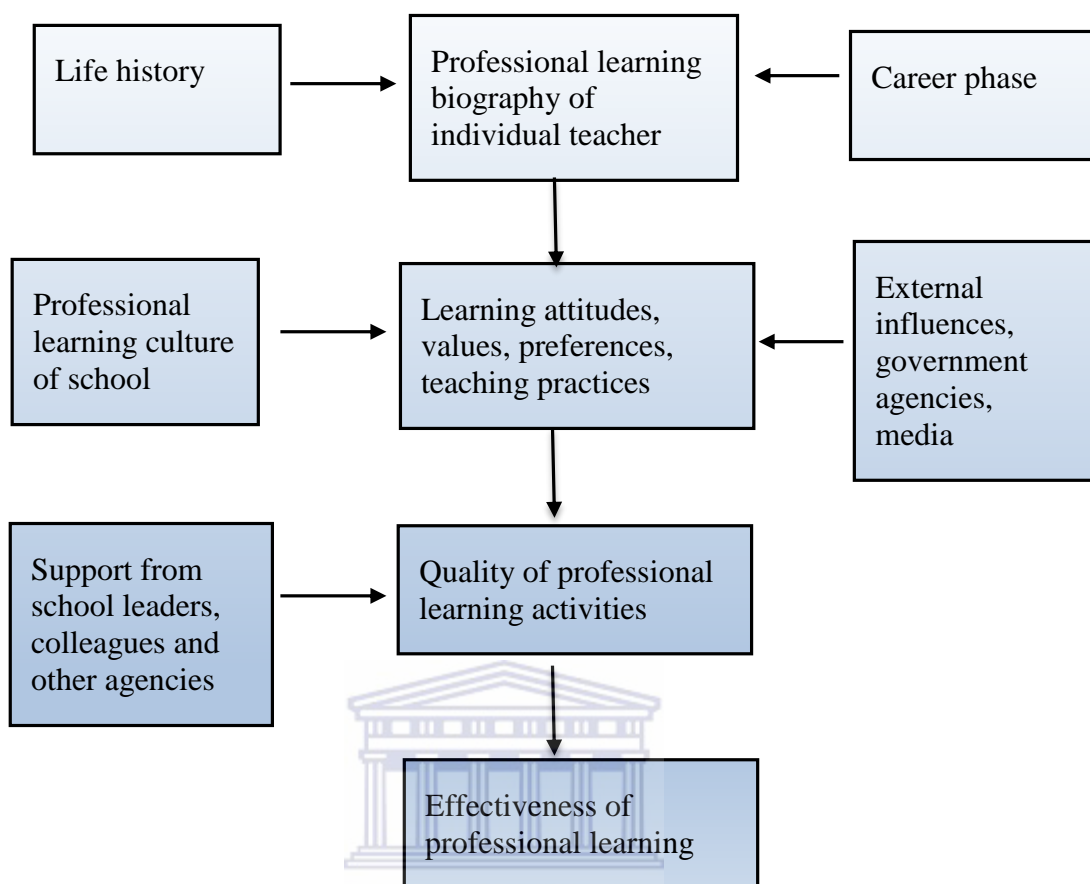 Life history
Professional learning
biography of
individual teacher
Career phase
Professional
learning culture
of school
Learning attitudes,
values, preferences,
teaching practices
External
influences,
government
agencies,
media
Support from
school leaders,
colleagues and
other agencies
Quality of professional
learning activities
Effectiveness of
professional learning